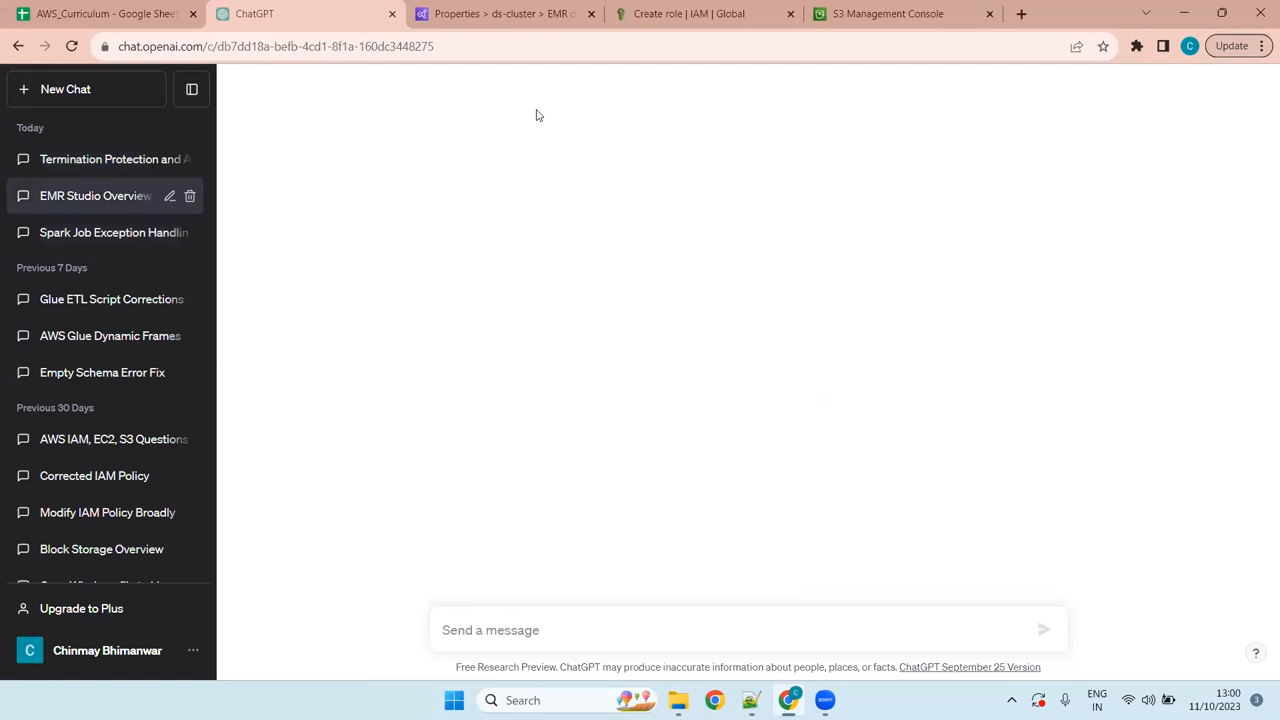 AWS_Curriculum - Google Shee
ChatGPT
Properties > ds-cluster > EMR c
Create role | IAM | Global
S3 Management Console
chat.openai.com/c/db7dd18a-befb-4cd1-8f1a-160dc3448275
C
Update
New Chat
Today
Termination Protection and A
EMR Studio Overview
Spark Job Exception Handlin
Previous 7 Days
Glue ETL Script Corrections
AWS Glue Dynamic Frames
Empty Schema Error Fix
Previous 30 Days
AWS IAM, EC2, S3 Questions
Corrected IAM Policy
Modify IAM Policy Broadly
Block Storage Overview
Upgrade to Plus
C
Chinmay Bhimanwar
Send a message
Free Research Preview. ChatGPT may produce inaccurate information about people, places, or facts. ChatGPT September 25 Version
?
Search
C
zoom
ENG
IN
13:00
11/10/2023
3